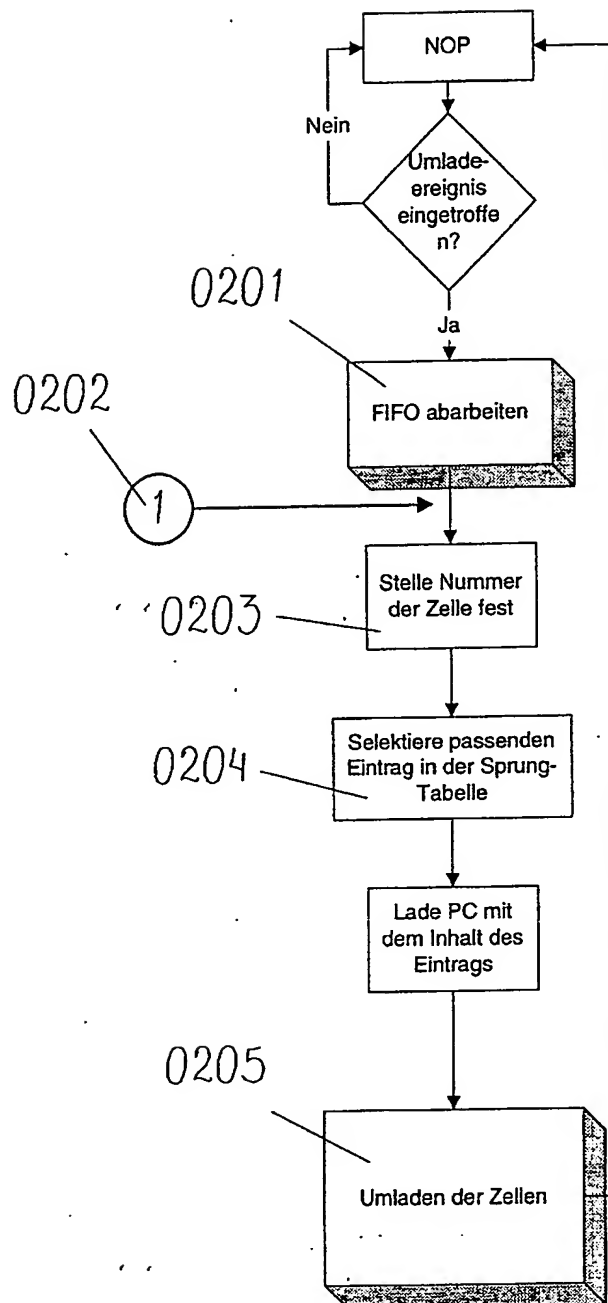 NOP
Nein
Umlade-
ereignis
eingetroffe
n?
Ja
0201
FIFO abarbeiten
0202
1
Stelle Nummer
der Zelle fest
0203
Selektiere passenden
Eintrag in der Sprung-
Tabelle
0204
Lade PC mit
dem Inhalt des
Eintrags
0205
Umladen der Zellen